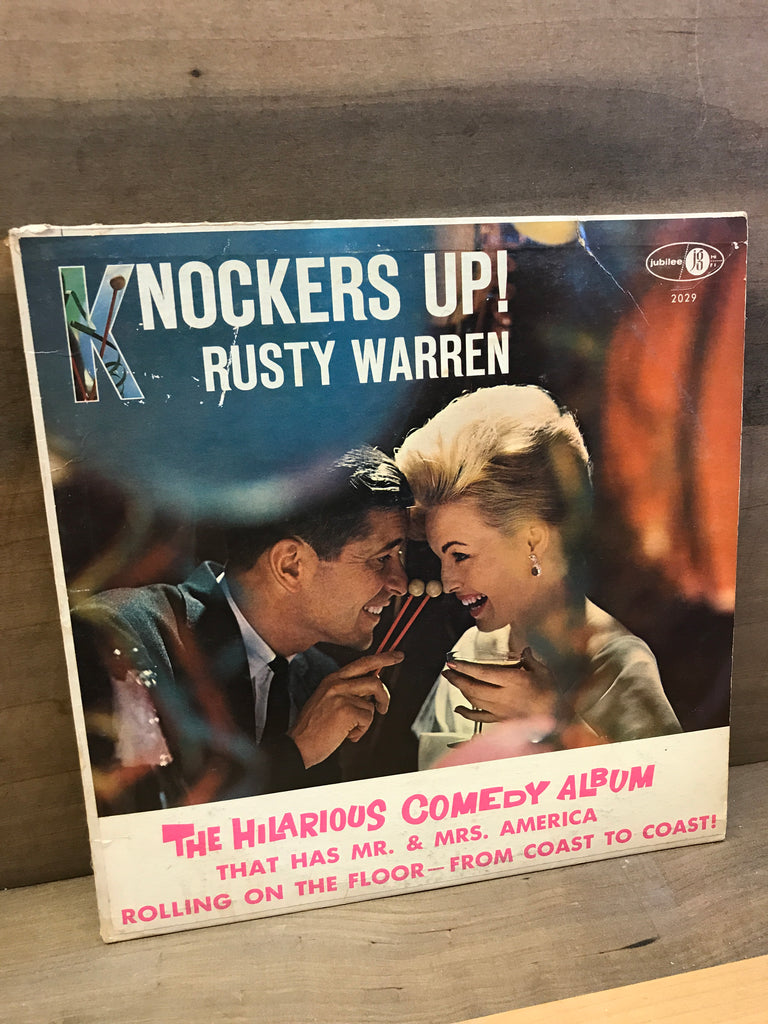 KNOCKERS UP!
RUSTY WARREN
jubilee
2029
THE HILARIOUS COMEDY ALBUM
THAT HAS MR. & MRS. AMERICA
ROLLING ON THE FLOOR—FROM COAST TO COAST!